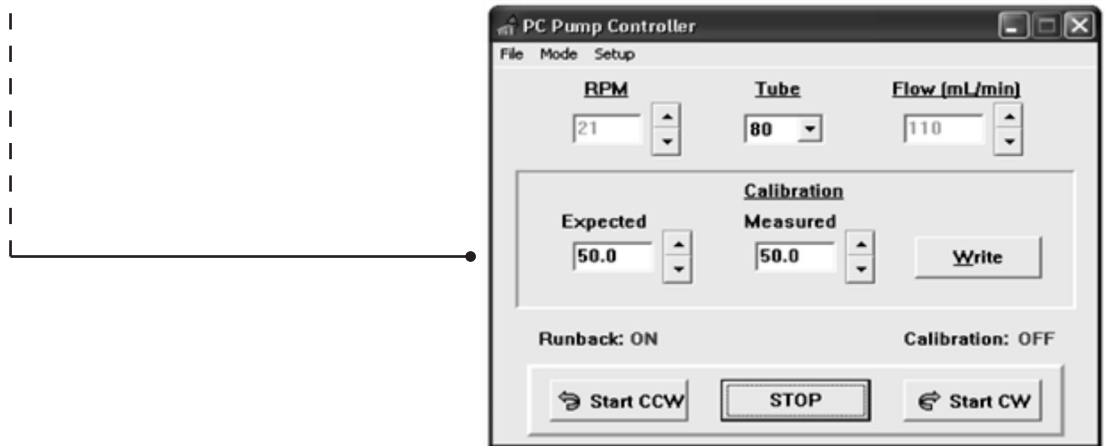 PC Pump Controller
File Mode Setup
RPM Tube Flow (mL/min)
21 80 110
Calibration
Expected Measured
50.0 50.0 Write
Runback: ON Calibration: OFF
Start CCW STOP Start CW